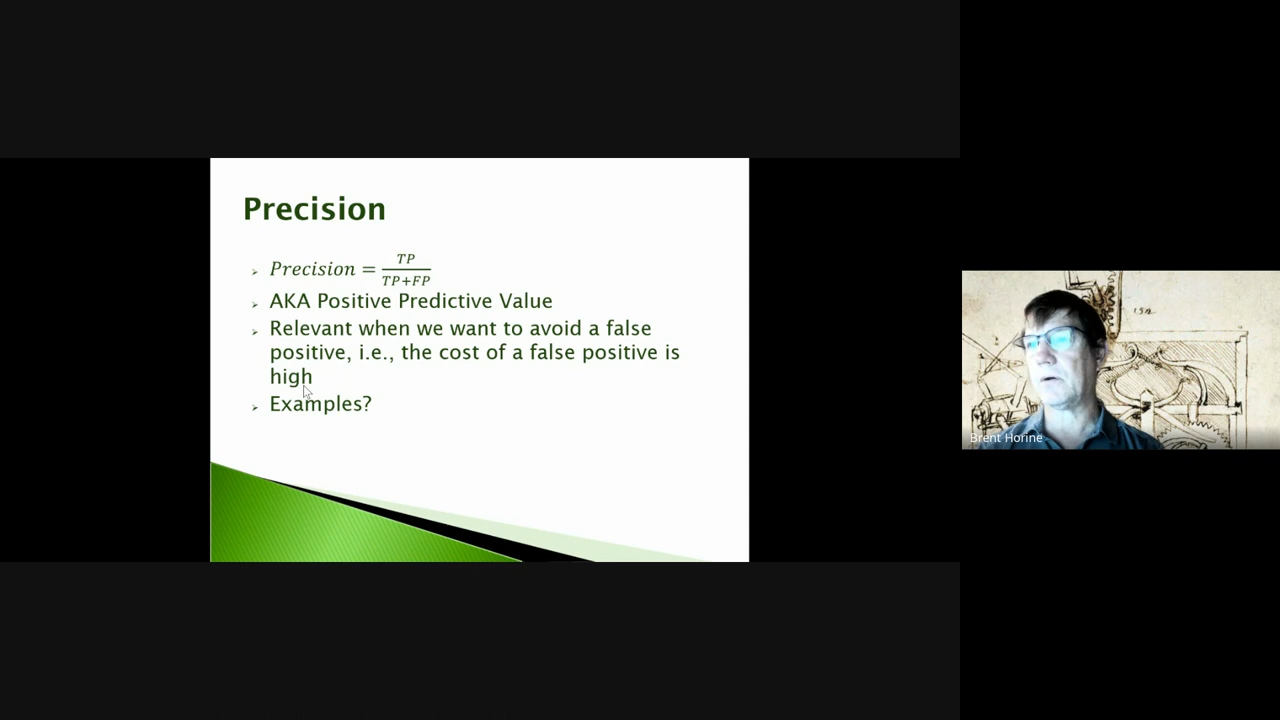 Precision
Precision = TP / TP+FP
AKA Positive Predictive Value
Relevant when we want to avoid a false
positive, i.e., the cost of a false positive is
high
Examples?
Brent Horine